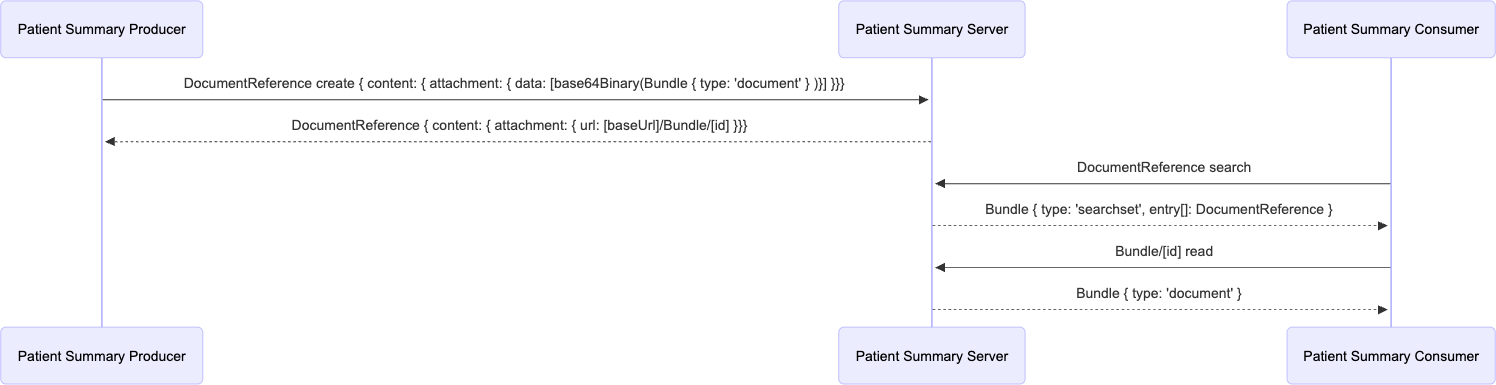 Patient Summary Producer
Patient Summary Server
Patient Summary Consumer
DocumentReference create { content: { attachment: { data: [base64Binary(Bundle { type: 'document' } )}] }}}
DocumentReference { content: { attachment: { url: [baseUrl]/Bundle/[id] }}}
DocumentReference search
Bundle { type: 'searchset', entry[]: DocumentReference }
Bundle/[id] read
Bundle { type: 'document' }
Patient Summary Producer
Patient Summary Server
Patient Summary Consumer